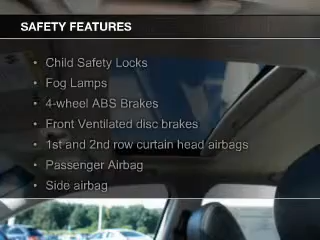 SAFETY FEATURES
• Child Safety Locks
• Fog Lamps
• 4-wheel ABS Brakes
• Front Ventilated disc brakes
• 1st and 2nd row curtain head airbags
• Passenger Airbag
• Side airbag